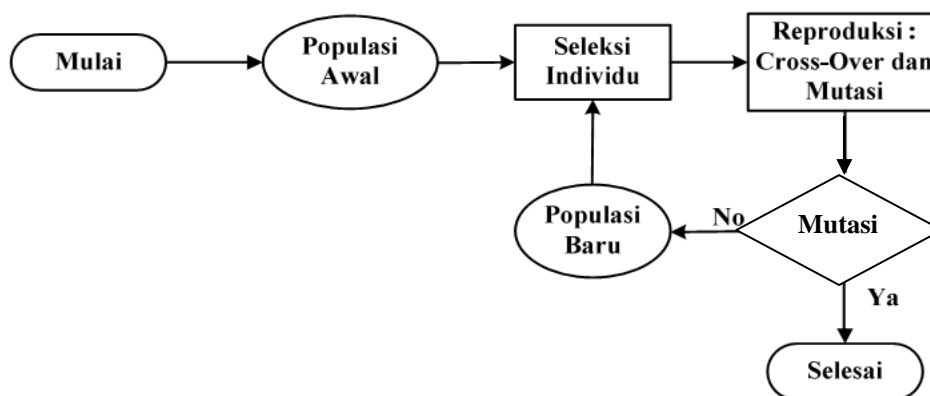 Mulai
Populasi
Awal
Seleksi
Individu
Reproduksi :
Cross-Over dan
Mutasi
Mutasi
No
Populasi
Baru
Ya
Selesai